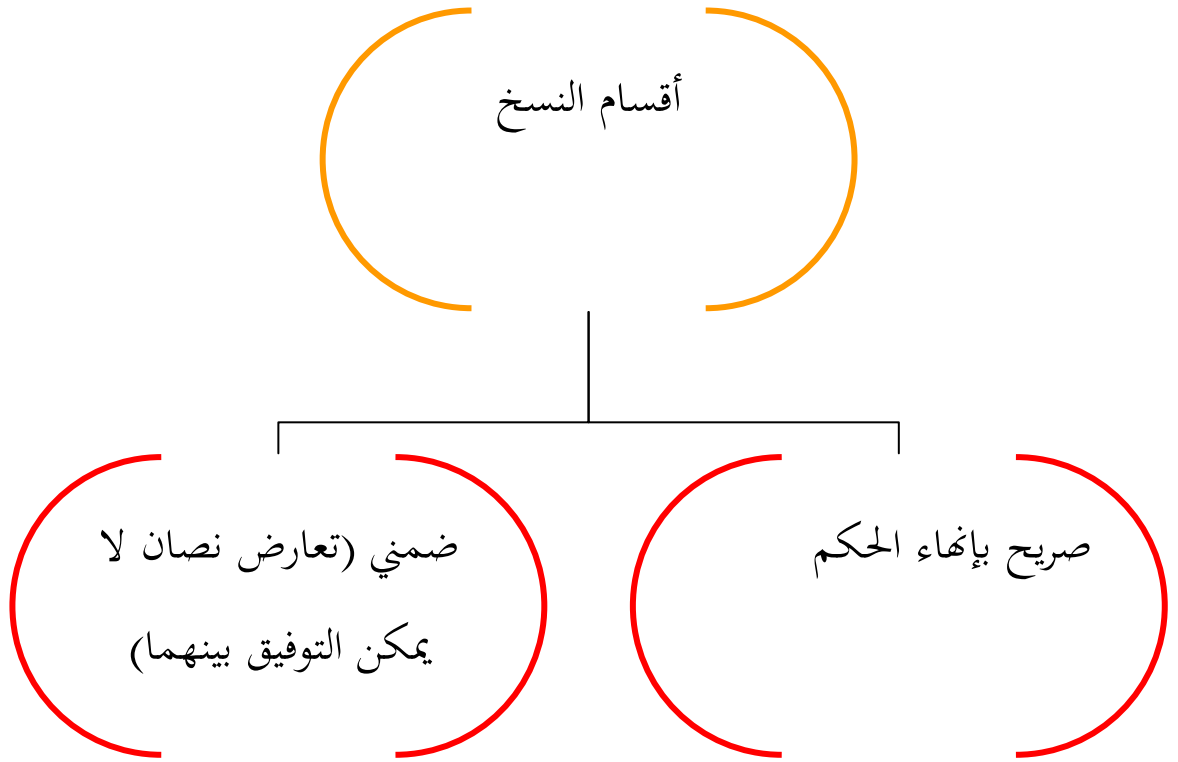 أقسام النسخ
صريح بإنهاء الحكم
ضمني (تعارض نصان لا
يمكن التوفيق بينهما)